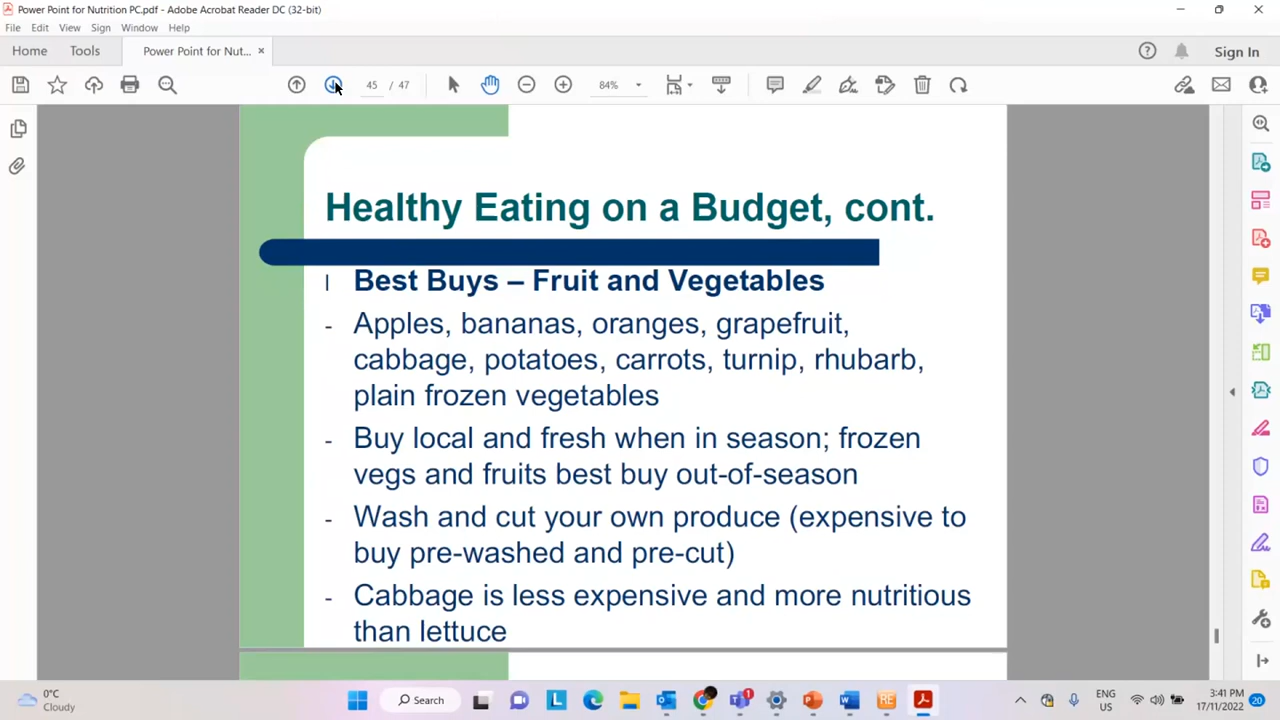 Power Point for Nutrition PC.pdf - Adobe Acrobat Reader DC (32-bit)
File Edit View Sign Window Help
Home Tools Power Point for Nut... × Sign In
45 / 47 84%
Healthy Eating on a Budget, cont.
l Best Buys – Fruit and Vegetables
- Apples, bananas, oranges, grapefruit,
cabbage, potatoes, carrots, turnip, rhubarb,
plain frozen vegetables
- Buy local and fresh when in season; frozen
vegs and fruits best buy out-of-season
- Wash and cut your own produce (expensive to
buy pre-washed and pre-cut)
- Cabbage is less expensive and more nutritious
than lettuce
0°C
Cloudy
Search
ENG
US
3:41 PM
17/11/2022
20